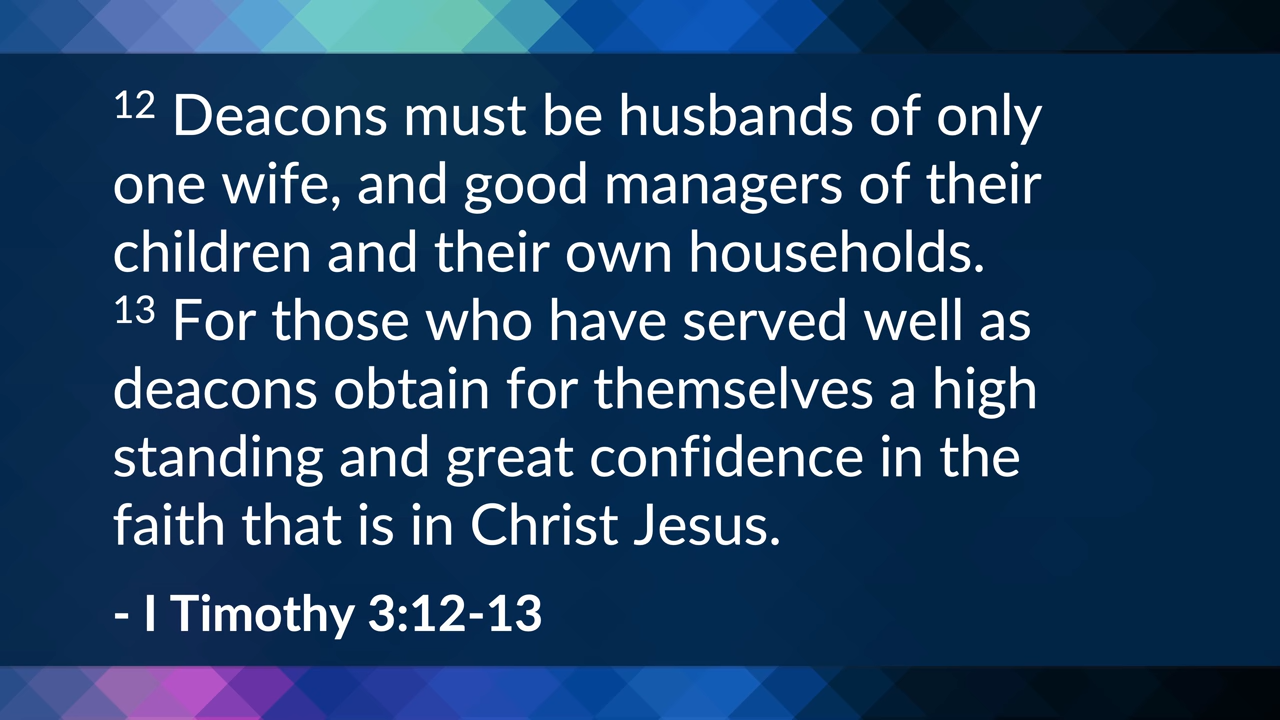 12 Deacons must be husbands of only
one wife, and good managers of their
children and their own households.
13 For those who have served well as
deacons obtain for themselves a high
standing and great confidence in the
faith that is in Christ Jesus.
- I Timothy 3:12-13